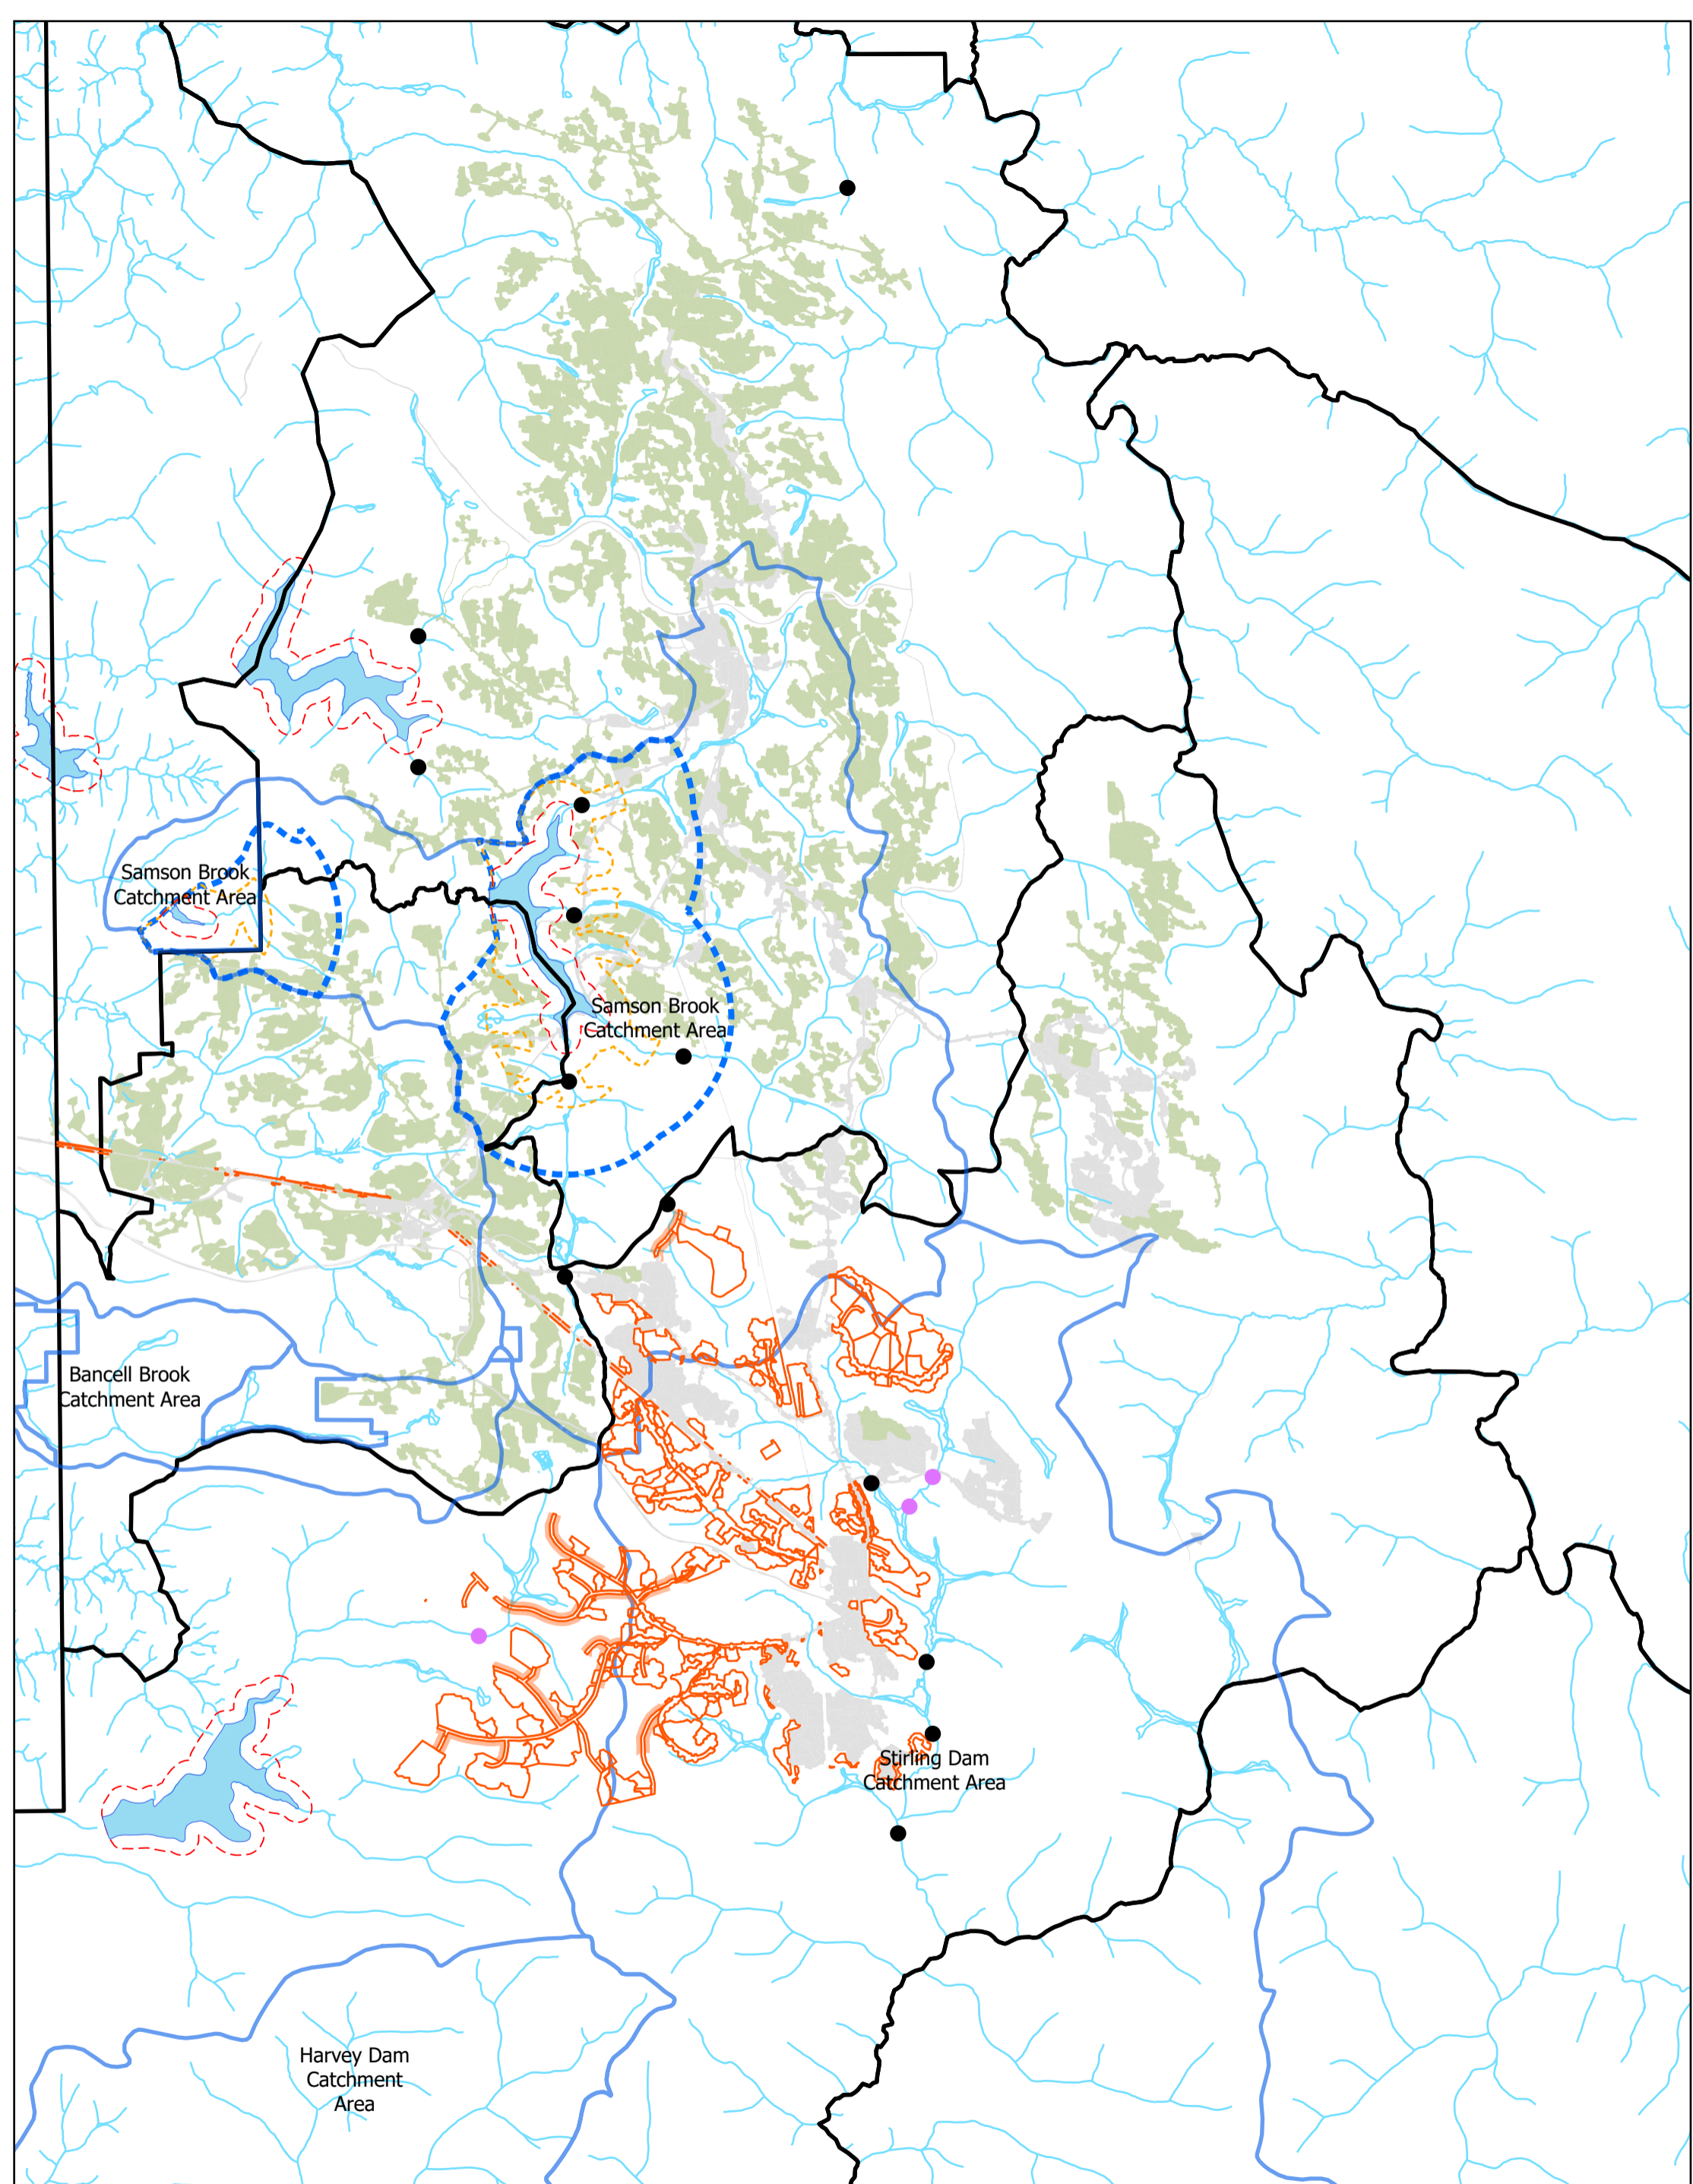 Samson Brook
Catchment Area
Samson Brook
Catchment Area
Bancell Brook
Catchment Area
Stirling Dam
Catchment Area
Harvey Dam
Catchment
Area